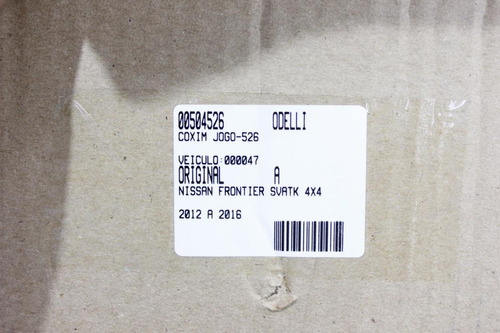 00504526 ODELLI
COXIM JOGO-526
VEICULO:000047
ORIGINAL A
NISSAN FRONTIER SVATK 4X4
2012 A 2016